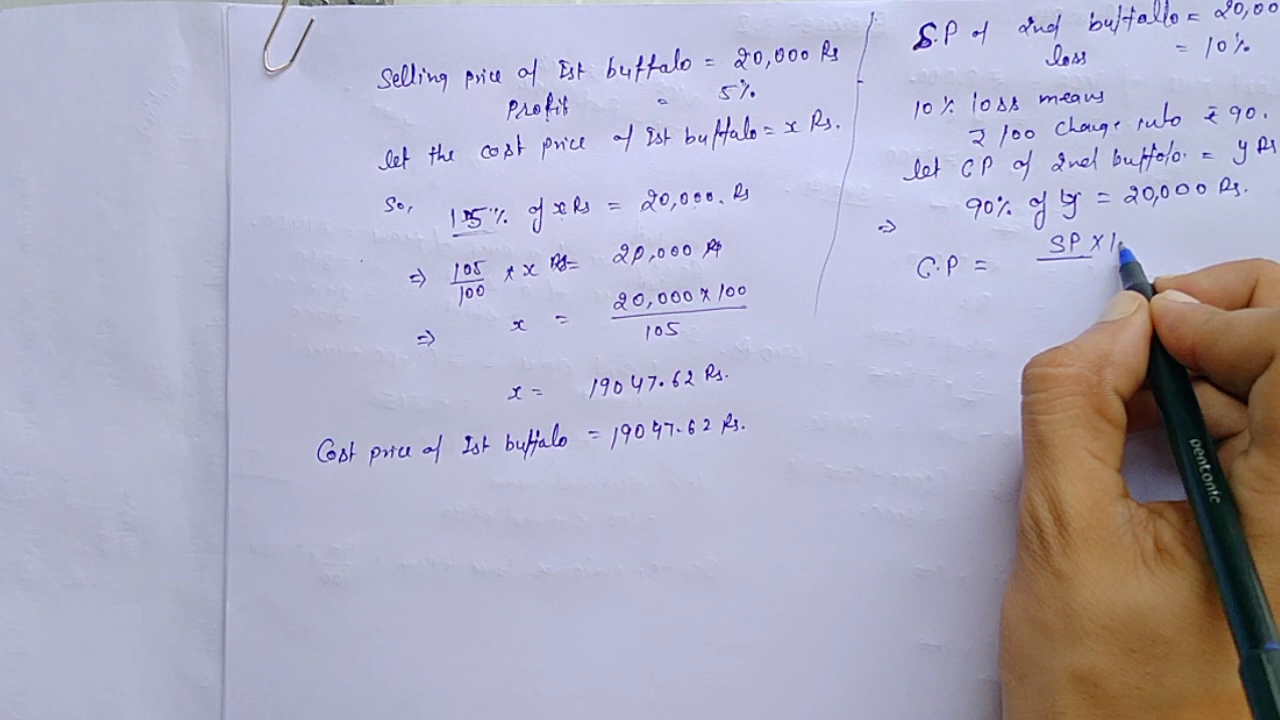 Selling price of Ist buffalo = 20,000 Rs
Profit = 5%
let the cost price of Ist buffalo = x Rs.
So, 105% of x Rs = 20,000. Rs
⇒ 105/100 * x Rs = 20,000 Rs
⇒ x = 20,000 x 100 / 105
x = 19047.62 Rs.
Cost price of Ist buffalo = 19047.62 Rs.
S.P of 2nd buffallo = 20,00
loss = 10%
10% loss means
₹ 100 change into ₹ 90.
let CP of 2nd buffalo. = y Rs
⇒ 90% of y = 20,000 Rs.
C.P = SP x 1
pentonic